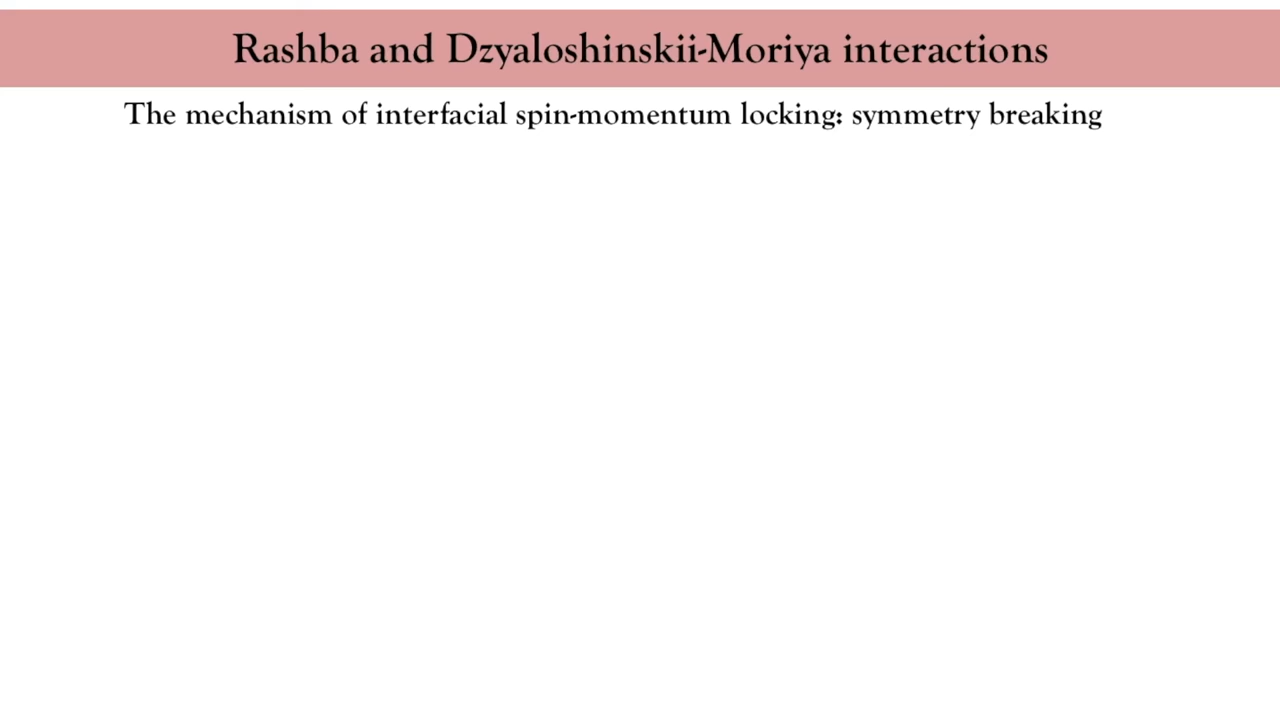 Rashba and Dzyaloshinskii-Moriya interactions
The mechanism of interfacial spin-momentum locking: symmetry breaking